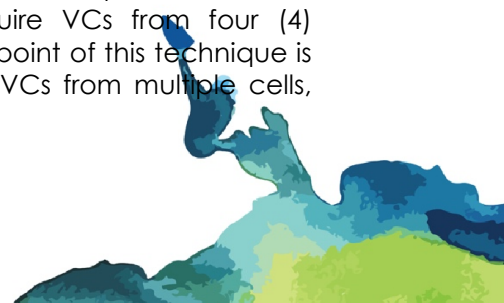 uire VCs from four (4)
point of this technique is
VCs from multiple cells,